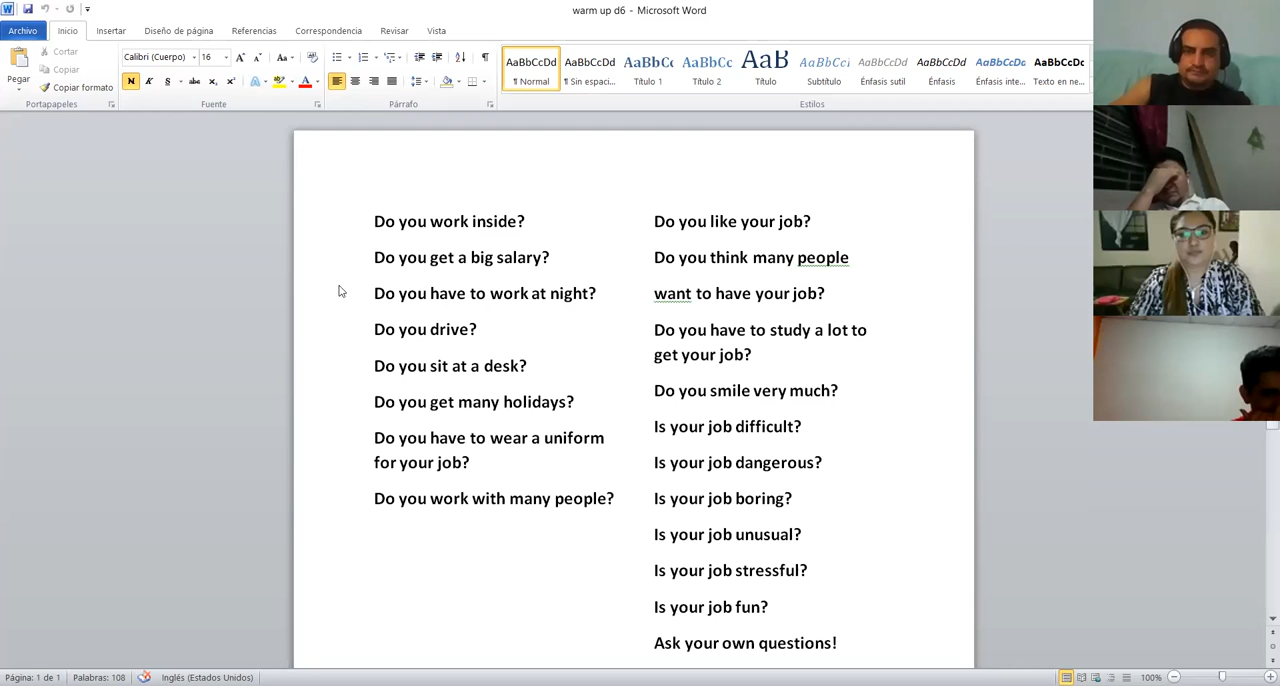 warm up d6 - Microsoft Word
Archivo Inicio Insertar Diseño de página Referencias Correspondencia Revisar Vista
Pegar
Cortar
Copiar
Copiar formato
Portapapeles
Calibri (Cuerpo) 16
Fuente
Párrafo
AaBbCcDd AaBbCcDd AaBbCc AaBbCc AaB AaBbCcI AaBbCcDd AaBbCcDd AaBbCcDc AaBbCcDc
¶ Normal ¶ Sin espaci... Título 1 Título 2 Título Subtítulo Énfasis sutil Énfasis Énfasis inte... Texto en ne...
Estilos
Do you work inside?
Do you get a big salary?
Do you have to work at night?
Do you drive?
Do you sit at a desk?
Do you get many holidays?
Do you have to wear a uniform
for your job?
Do you work with many people?
Do you like your job?
Do you think many people
want to have your job?
Do you have to study a lot to
get your job?
Do you smile very much?
Is your job difficult?
Is your job dangerous?
Is your job boring?
Is your job unusual?
Is your job stressful?
Is your job fun?
Ask your own questions!
Página: 1 de 1 Palabras: 108 Inglés (Estados Unidos) 100%